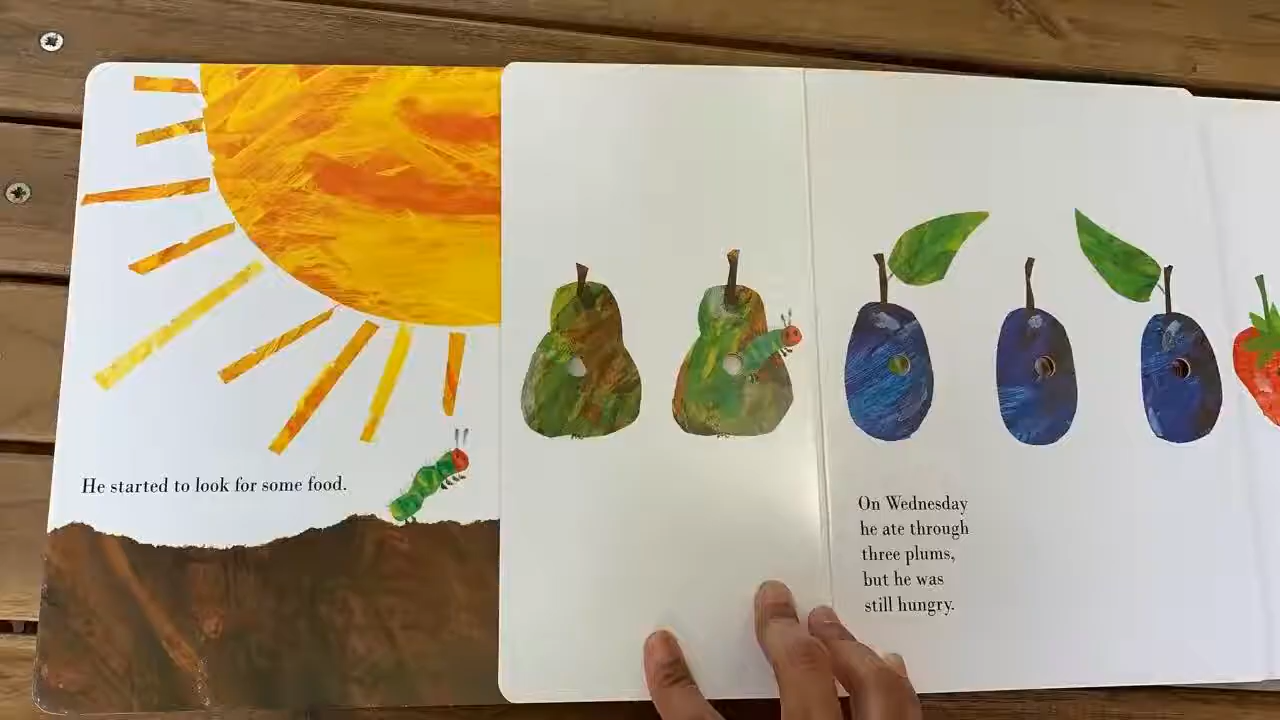 He started to look for some food.
On Wednesday
he ate through
three plums,
but he was
still hungry.